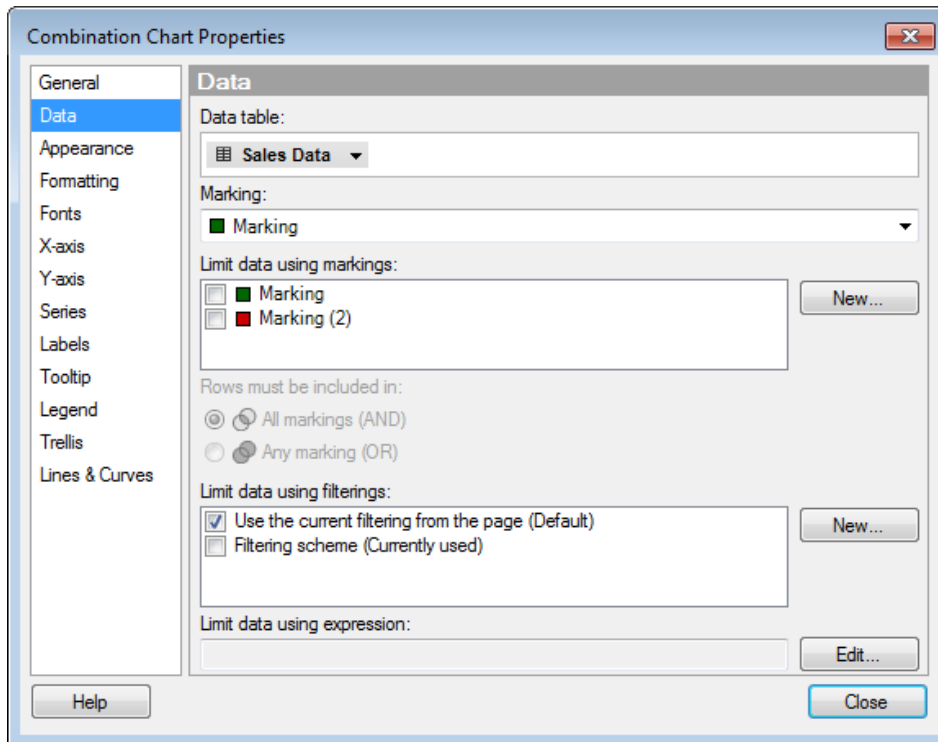 Combination Chart Properties
General
Data
Appearance
Formatting
Fonts
X-axis
Y-axis
Series
Labels
Tooltip
Legend
Trellis
Lines & Curves
Data
Data table:
Sales Data
Marking:
Marking
Limit data using markings:
Marking
Marking (2)
New...
Rows must be included in:
All markings (AND)
Any marking (OR)
Limit data using filterings:
Use the current filtering from the page (Default)
Filtering scheme (Currently used)
New...
Limit data using expression:
Edit...
Help
Close